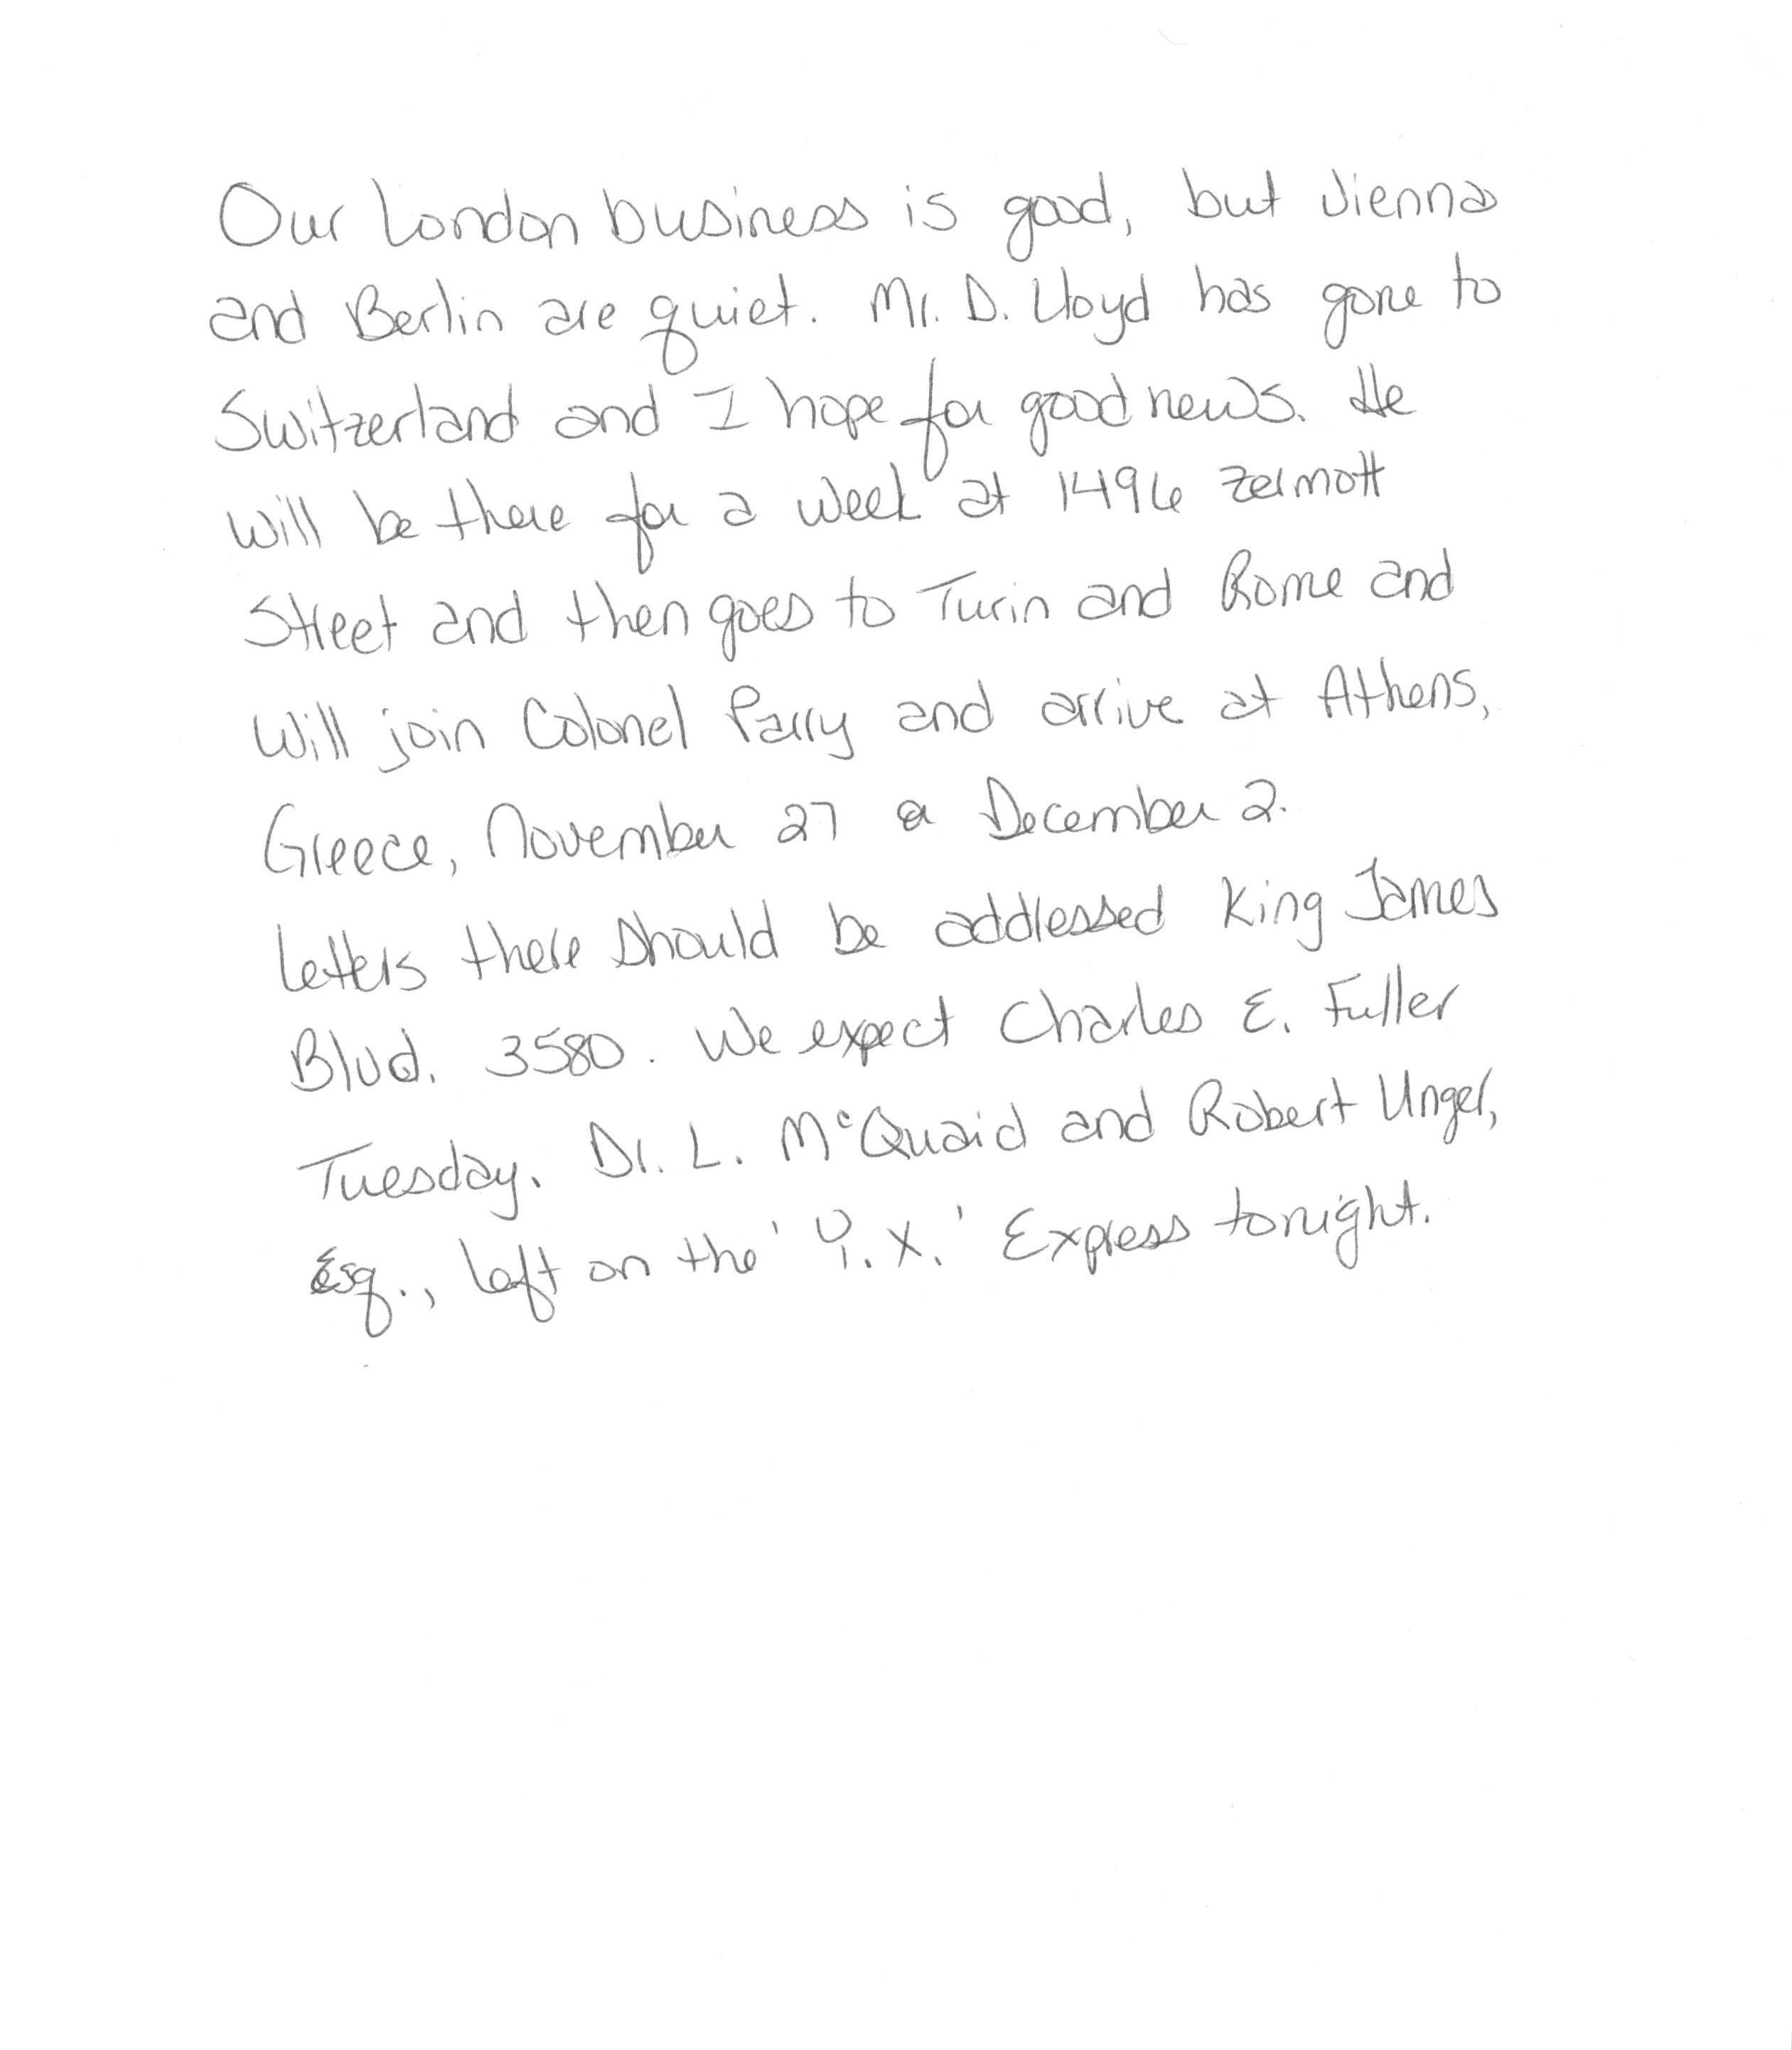 Our London business is good, but Vienna
and Berlin are quiet. Mr. D. Lloyd has gone to
Switzerland and I hope for good news. He
will be there for a week at 1496 Zermott
Street and then goes to Turin and Rome and
will join Colonel Parry and arrive at Athens,
Greece, November 27 or December 2.
Letters there should be addressed King James
Blvd. 3580. We expect Charles E. Fuller
Tuesday. Dr. L. McQuaid and Robert Unger,
Esq., left on the 'Y. X.' Express tonight.